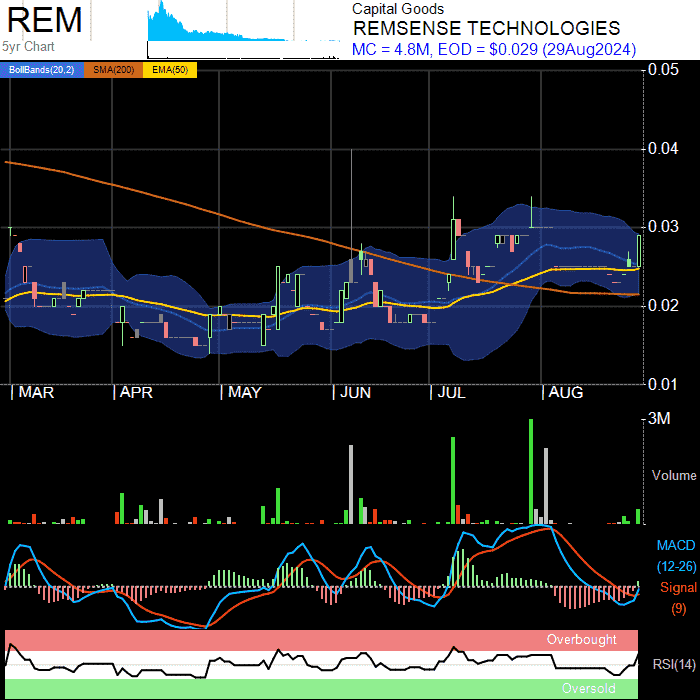 REM
5yr Chart
Capital Goods
REMSENSE TECHNOLOGIES
MC = 4.8M, EOD = $0.029 (29Aug2024)
BollBands(20,2) SMA(200) EMA(50)
0.05
0.04
0.03
0.02
0.01
MAR APR MAY JUN JUL AUG
3M
Volume
MACD
(12-26)
Signal
(9)
Overbought
RSI(14)
Oversold